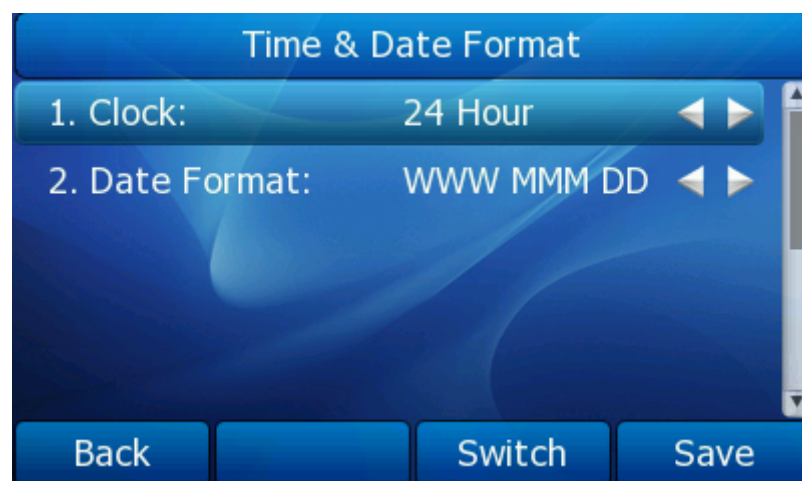 Time & Date Format
1. Clock: 24 Hour
2. Date Format: WWW MMM DD
Back Switch Save